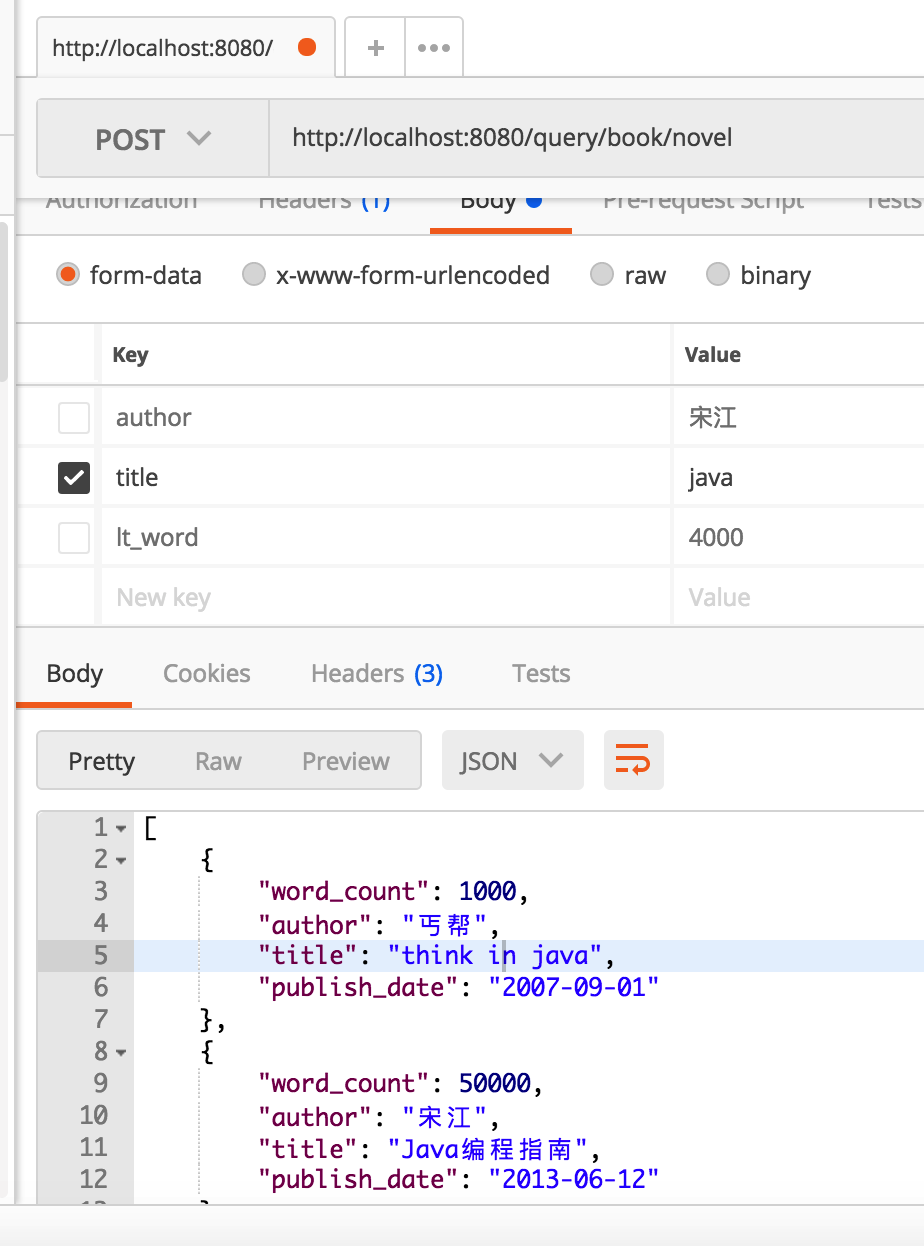 http://localhost:8080/
POST http://localhost:8080/query/book/novel
Authorization Headers (1) Body Pre-request Script Tests
form-data x-www-form-urlencoded raw binary
Key Value
author 宋江
title java
lt_word 4000
New key Value
Body Cookies Headers (3) Tests
Pretty Raw Preview JSON
1 [
2 {
3 "word_count": 1000,
4 "author": "丐帮",
5 "title": "think in java",
6 "publish_date": "2007-09-01"
7 },
8 {
9 "word_count": 50000,
10 "author": "宋江",
11 "title": "Java编程指南",
12 "publish_date": "2013-06-12"